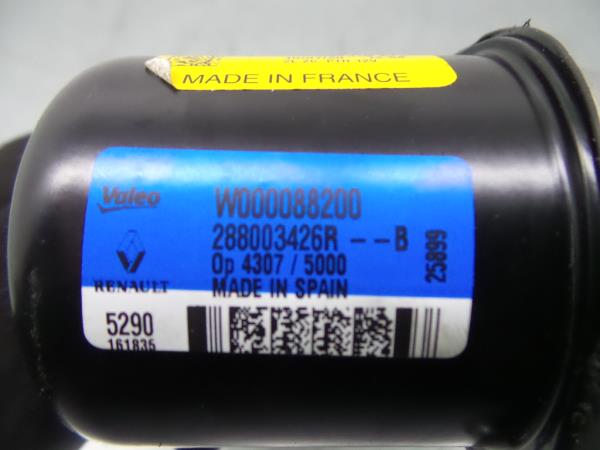 MADE IN FRANCE
Valeo
W000088200
288003426R --B
RENAULT
Op 4307 / 5000
MADE IN SPAIN
25899
5290
161835